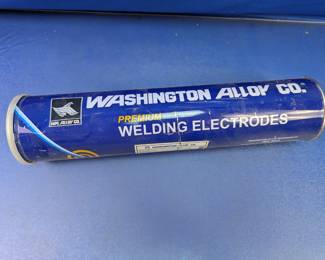 WASHINGTON ALLOY CO.
PREMIUM
WELDING ELECTRODES